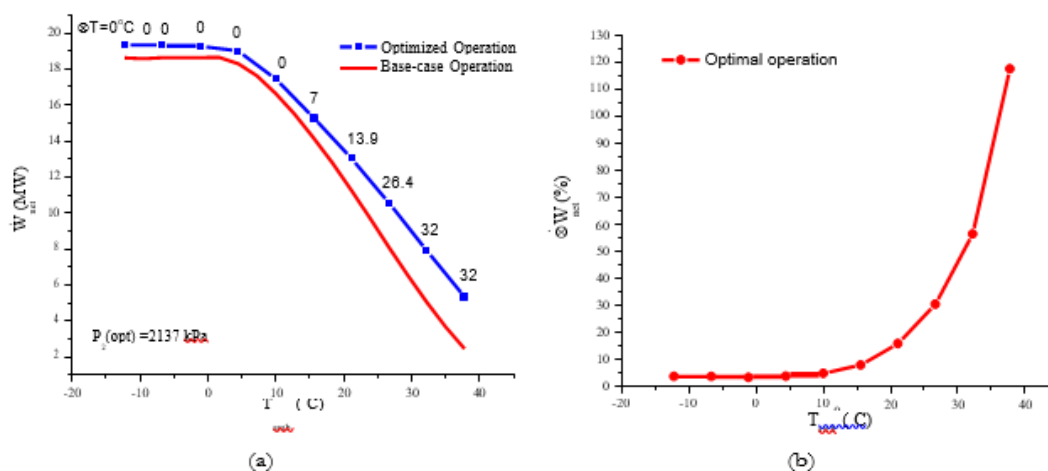 ⊗T=0°C
0 0 0 0
0
7
13.9
26.4
32
32
Optimized Operation
Base-case Operation
20
18
16
14
12
10
8
6
4
2
Ẇ (MW)
net
P (opt) =2137 kPa
2
-20 -10 0 10 20 30 40
T ( C)
amb
(a)
130
120
110
100
90
80
70
60
50
40
30
20
10
0
⊗Ẇ (%)
net
Optimal operation
-20 -10 0 10 20 30 40
T ( C)
(b)